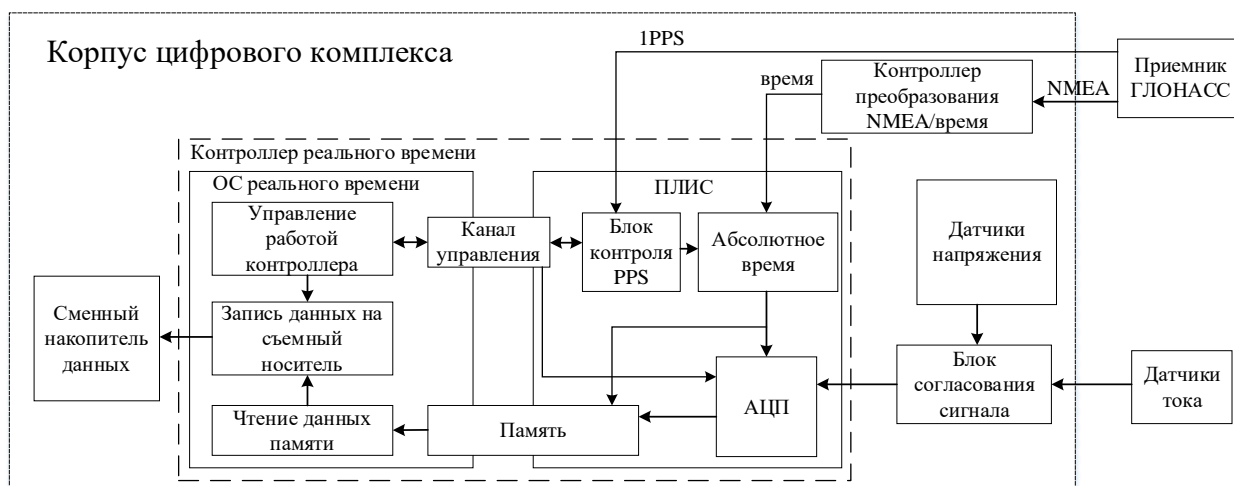 Корпус цифрового комплекса
1PPS
Приемник
ГЛОНАСС
время
Контроллер
преобразования
NMEA/время
NMEA
Контроллер реального времени
ОС реального времени
ПЛИС
Управление
работой
контроллера
Канал
управления
Блок
контроля
PPS
Абсолютное
время
Датчики
напряжения
Сменный
накопитель
данных
Запись данных на
съемный
носитель
АЦП
Блок
согласования
сигнала
Датчики
тока
Чтение данных
памяти
Память